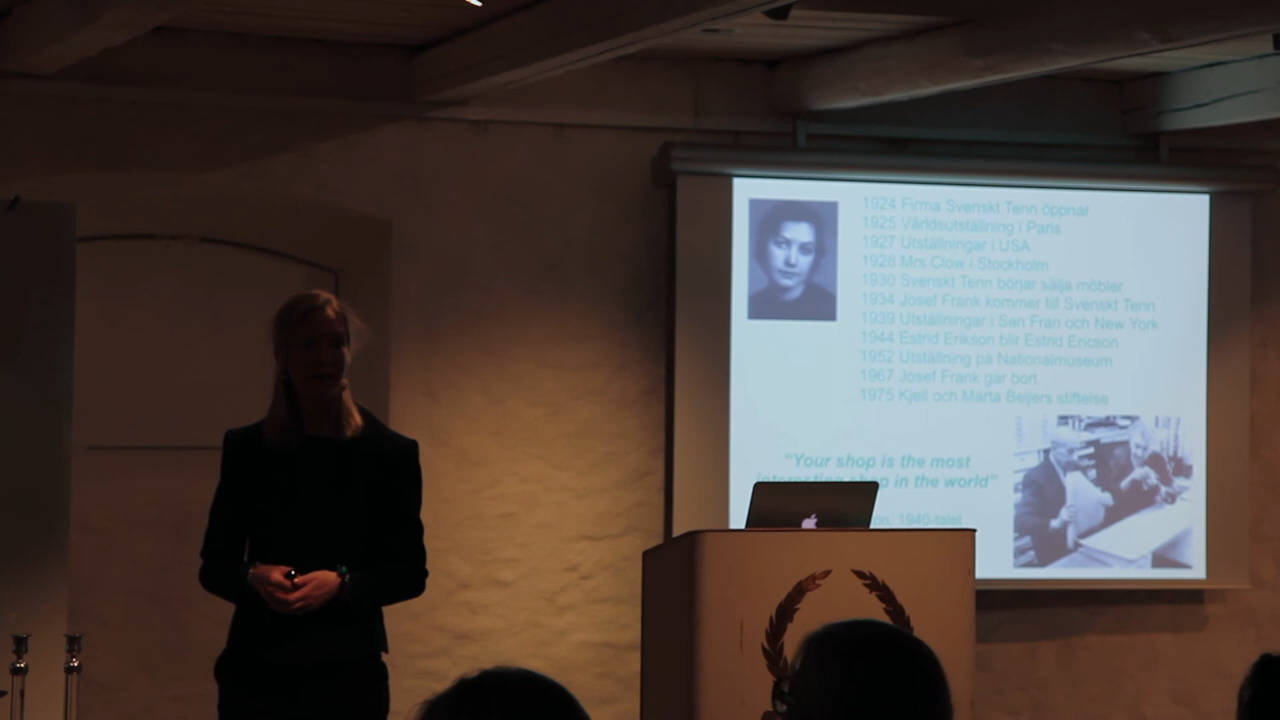 1924 Firma Svenskt Tenn öppnar
1925 Världsutställning i Paris
1927 Utställningar i USA
1928 Mrs Clow i Stockholm
1930 Svenskt Tenn börjar sälja möbler
1934 Josef Frank kommer till Svenskt Tenn
1939 Utställningar i San Fran och New York
1944 Estrid Erikson blir Estrid Ericson
1952 Utställning på Nationalmuseum
1967 Josef Frank går bort
1975 Kjell och Märta Beijers stiftelse
"Your shop is the most
interesting shop in the world"
1940-talet